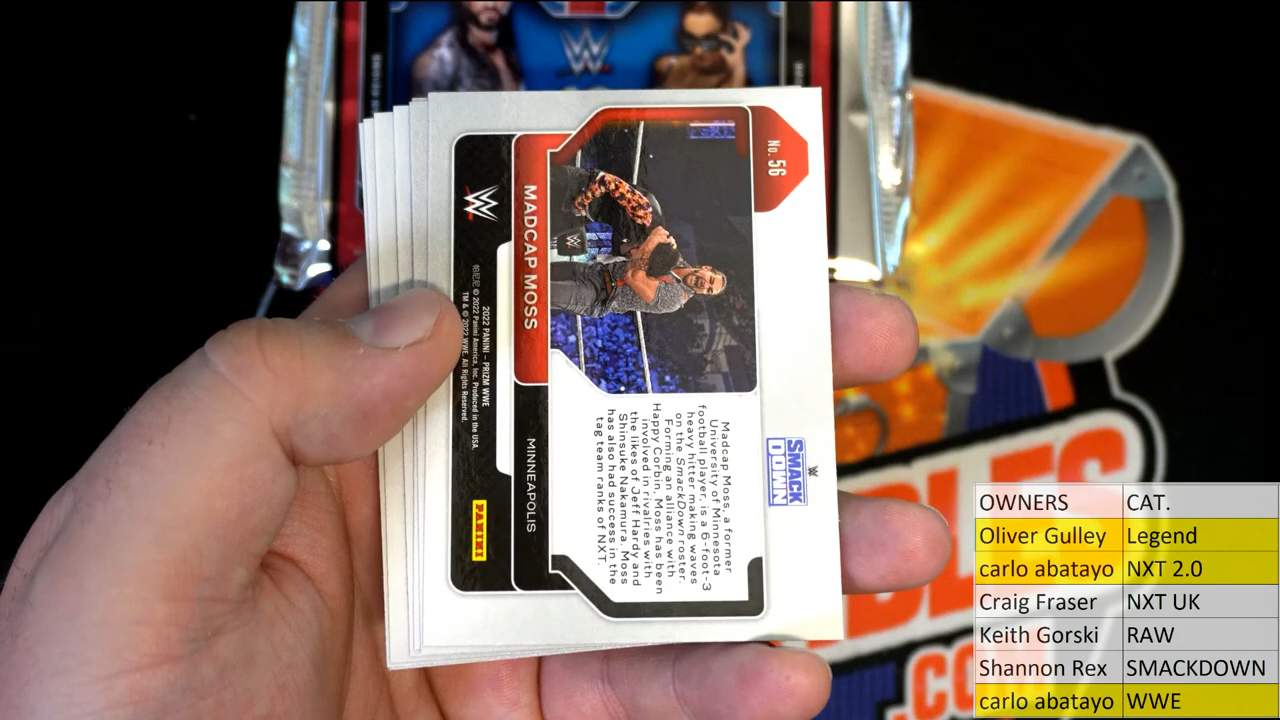 No. 56
MADCAP MOSS
MINNEAPOLIS
W
SMACK
DOWN
Madcap Moss, a former
University of Minnesota
football player, is a 6-foot-3
heavy hitter making waves
on the SmackDown roster.
Forming an alliance with
Happy Corbin, Moss has been
involved in rivalries with
the likes of Jeff Hardy and
Shinsuke Nakamura. Moss
has also had success in the
tag team ranks of NXT.
2022 PANINI – PRIZM WWE
© 2022 Panini America, Inc. Produced in the USA.
TM & © 2022 WWE. All Rights Reserved.
PANINI
BLES
.CO
OWNERS CAT.
Oliver Gulley Legend
carlo abatayo NXT 2.0
Craig Fraser NXT UK
Keith Gorski RAW
Shannon Rex SMACKDOWN
carlo abatayo WWE